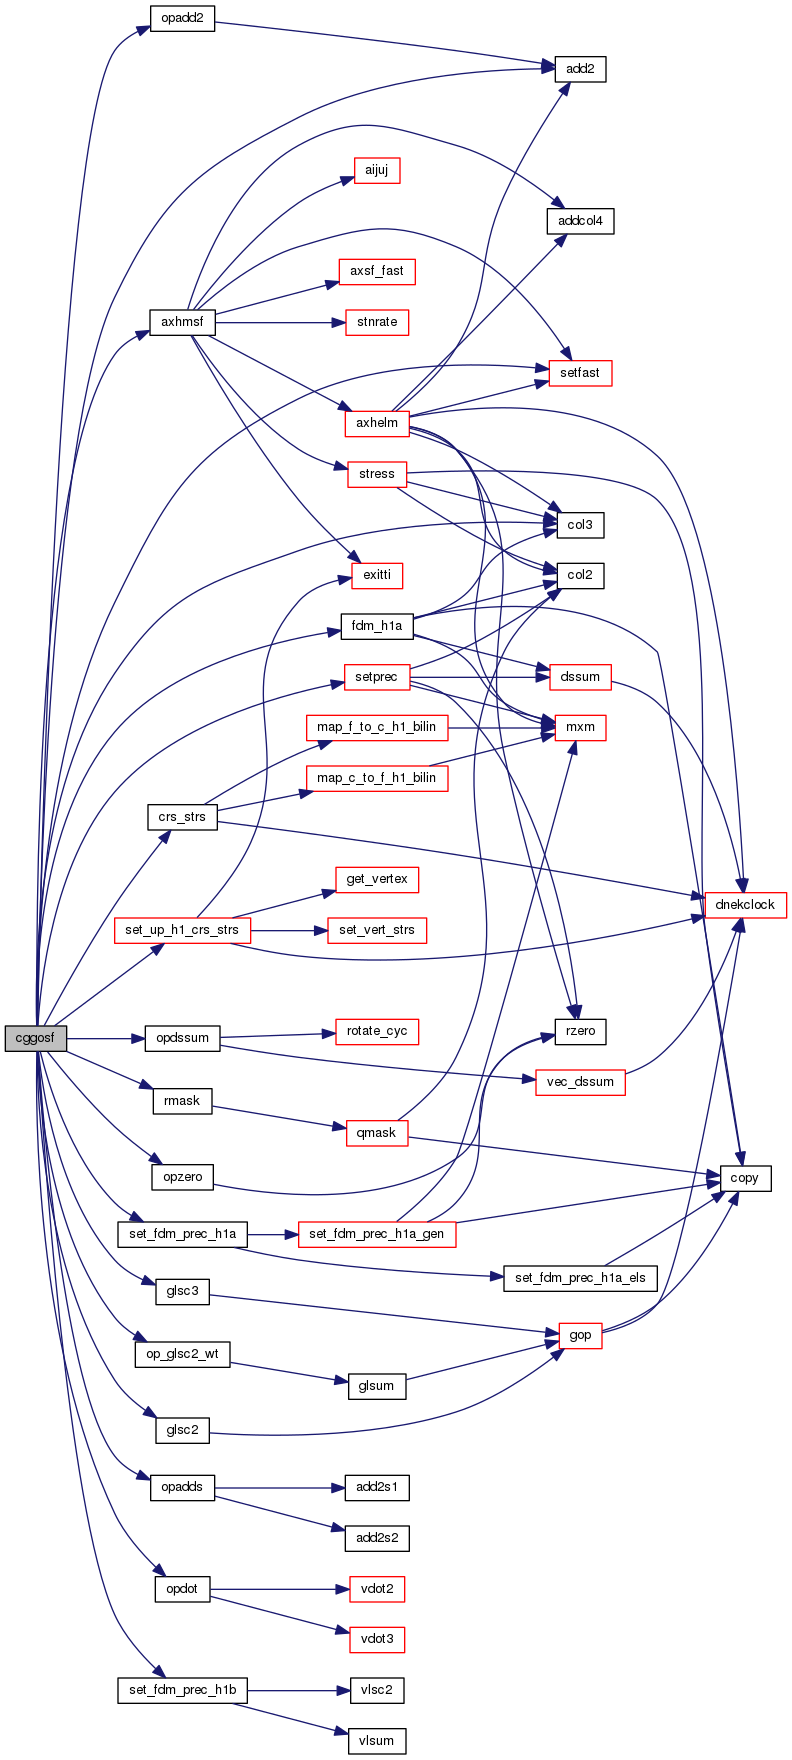 opadd2
add2
aijuj
addcol4
axsf_fast
axhmsf
stnrate
setfast
axhelm
stress
col3
exitti
col2
fdm_h1a
setprec
dssum
map_f_to_c_h1_bilin
mxm
map_c_to_f_h1_bilin
crs_strs
get_vertex
dnekclock
set_up_h1_crs_strs
set_vert_strs
cggosf
opdssum
rotate_cyc
rzero
vec_dssum
rmask
qmask
opzero
copy
set_fdm_prec_h1a
set_fdm_prec_h1a_gen
set_fdm_prec_h1a_els
glsc3
gop
op_glsc2_wt
glsum
glsc2
opadds
add2s1
add2s2
opdot
vdot2
vdot3
set_fdm_prec_h1b
vlsc2
vlsum